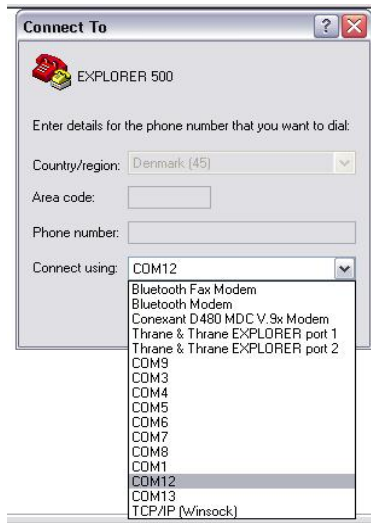 Connect To
EXPLORER 500
Enter details for the phone number that you want to dial:
Country/region: Denmark (45)
Area code:
Phone number:
Connect using: COM12
Bluetooth Fax Modem
Bluetooth Modem
Conexant D480 MDC V.9x Modem
Thrane & Thrane EXPLORER port 1
Thrane & Thrane EXPLORER port 2
COM9
COM3
COM4
COM5
COM6
COM7
COM8
COM1
COM12
COM13
TCP/IP (Winsock)